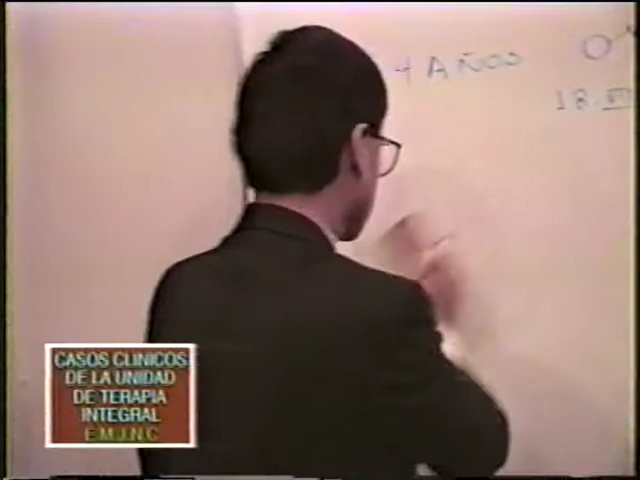 4 AÑOS
18
CASOS CLINICOS
DE LA UNIDAD
DE TERAPIA
INTEGRAL
E.M.I.N.C